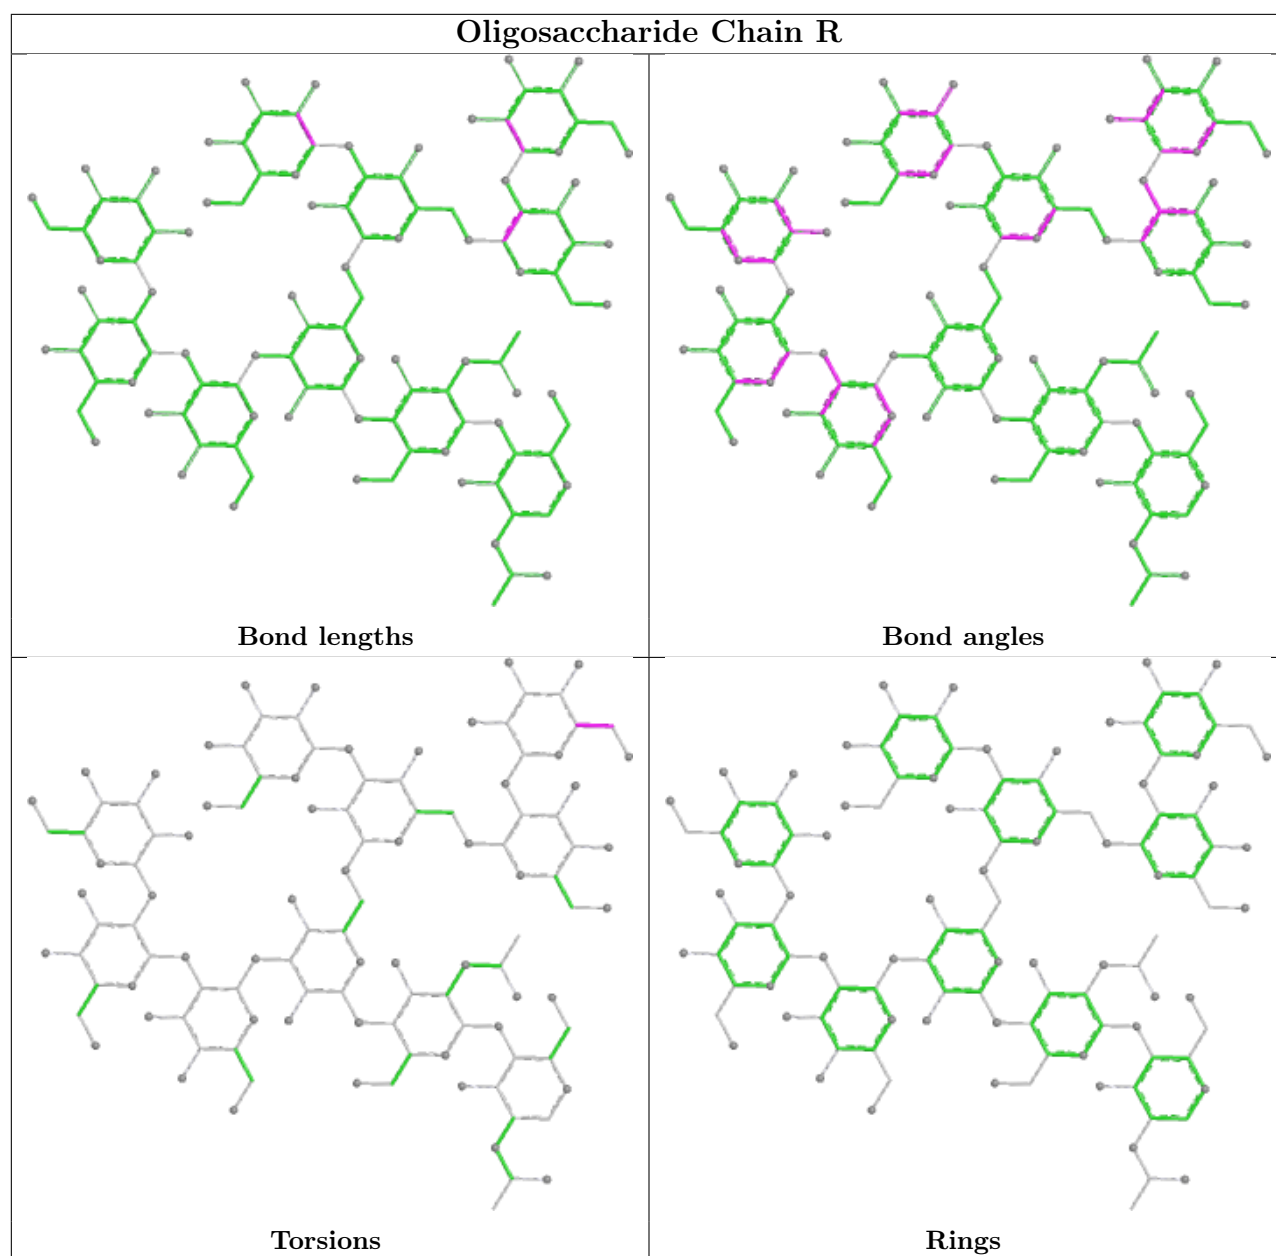 Oligosaccharide Chain R
Bond lengths
Bond angles
Torsions
Rings